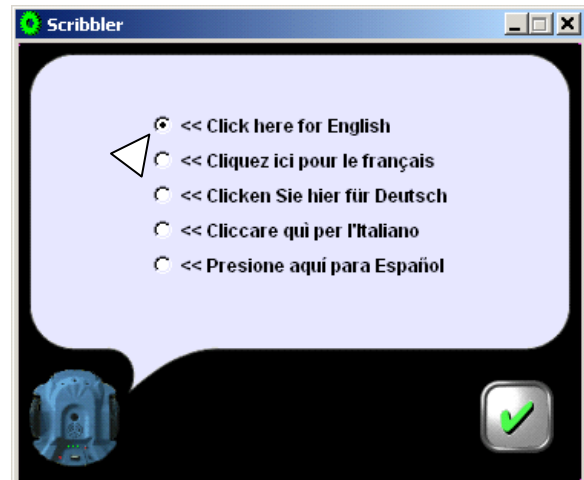 Scribbler
<< Click here for English
<< Cliquez ici pour le français
<< Clicken Sie hier für Deutsch
<< Cliccare quì per l'Italiano
<< Presione aquí para Español